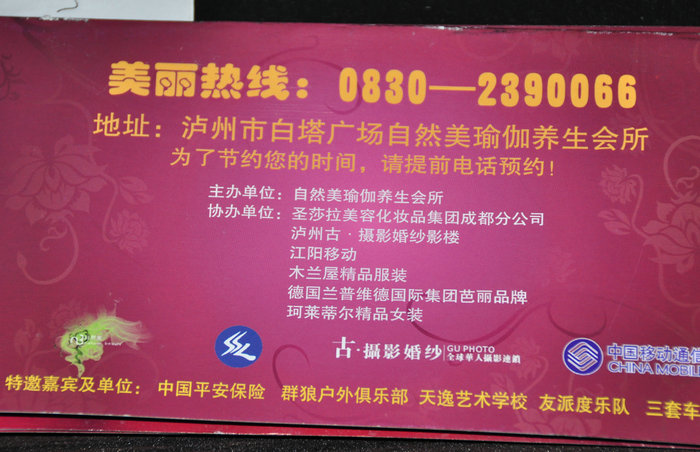 美丽热线：0830—2390066
地址：泸州市白塔广场自然美瑜伽养生会所
为了节约您的时间，请提前电话预约！
主办单位：自然美瑜伽养生会所
协办单位：圣莎拉美容化妆品集团成都分公司
泸州古·摄影婚纱影楼
江阳移动
木兰屋精品服装
德国兰普维德国际集团芭丽品牌
珂莱蒂尔精品女装
古·攝影婚紗 GU PHOTO
全球華人攝影連鎖
中国移动通信
CHINA MOBIL
特邀嘉宾及单位：中国平安保险 群狼户外俱乐部 天逸艺术学校 友派度乐队 三套车